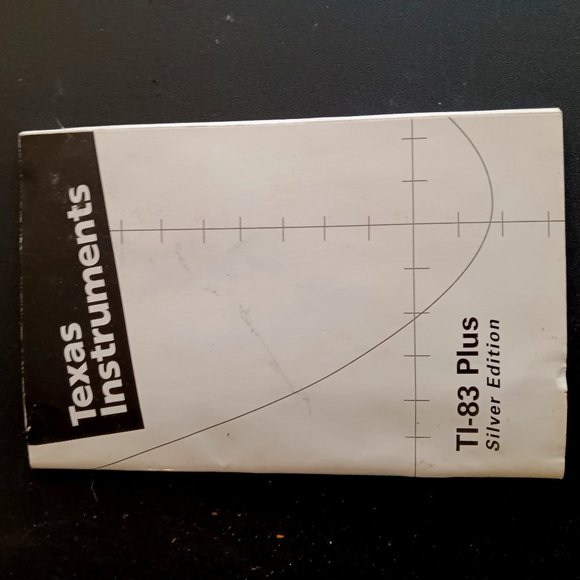 Texas
Instruments
TI-83 Plus
Silver Edition